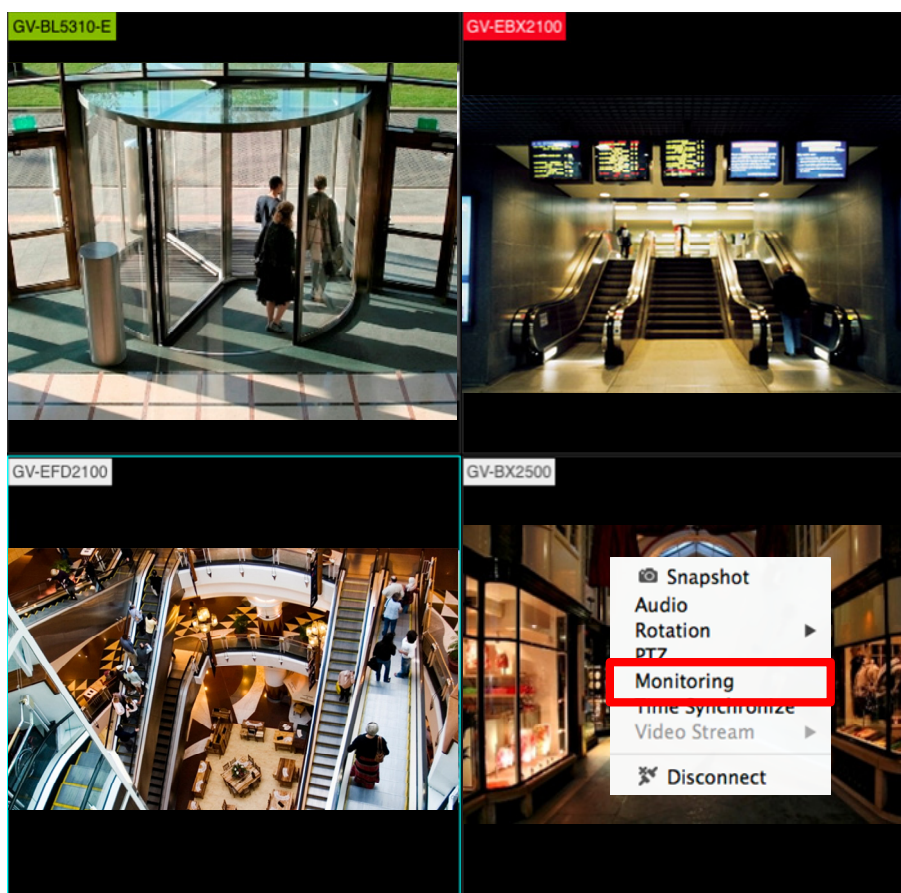 GV-BL5310-E
GV-EBX2100
GV-EFD2100
GV-BX2500
Snapshot
Audio
Rotation
PTZ
Monitoring
Time Synchronize
Video Stream
Disconnect